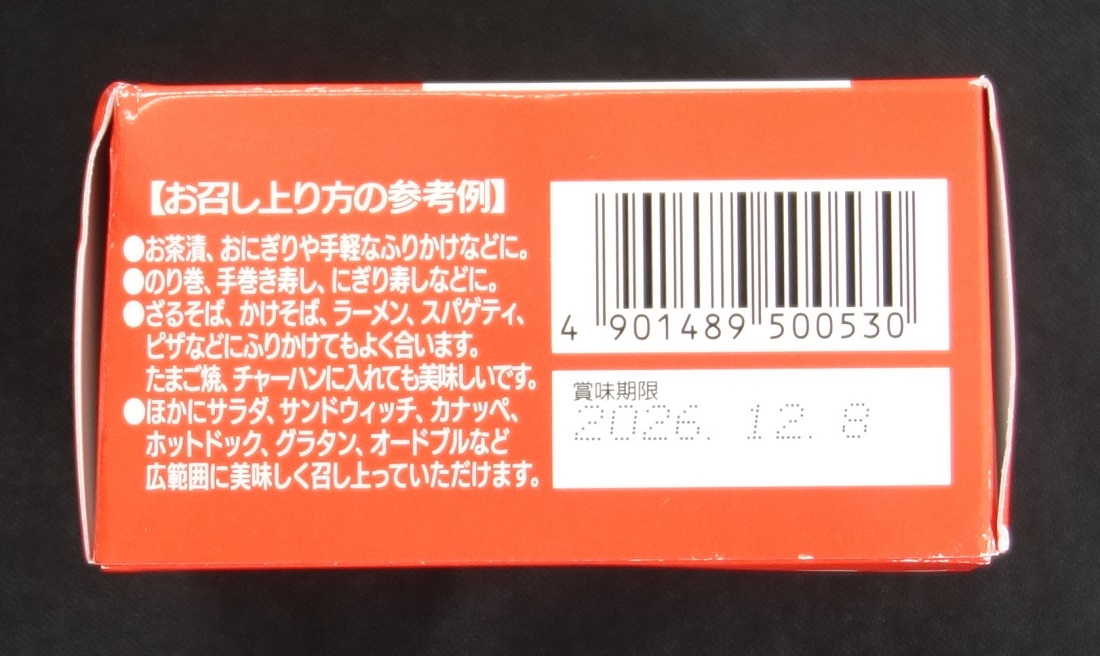 【お召し上り方の参考例】
●お茶漬、おにぎりや手軽なふりかけなどに。
●のり巻、手巻き寿し、にぎり寿しなどに。
●ざるそば、かけそば、ラーメン、スパゲティ、
ピザなどにふりかけてもよく合います。
たまご焼、チャーハンに入れても美味しいです。
●ほかにサラダ、サンドウィッチ、カナッペ、
ホットドック、グラタン、オードブルなど
広範囲に美味しく召し上っていただけます。
4 901489 500530
賞味期限
2026. 12. 8